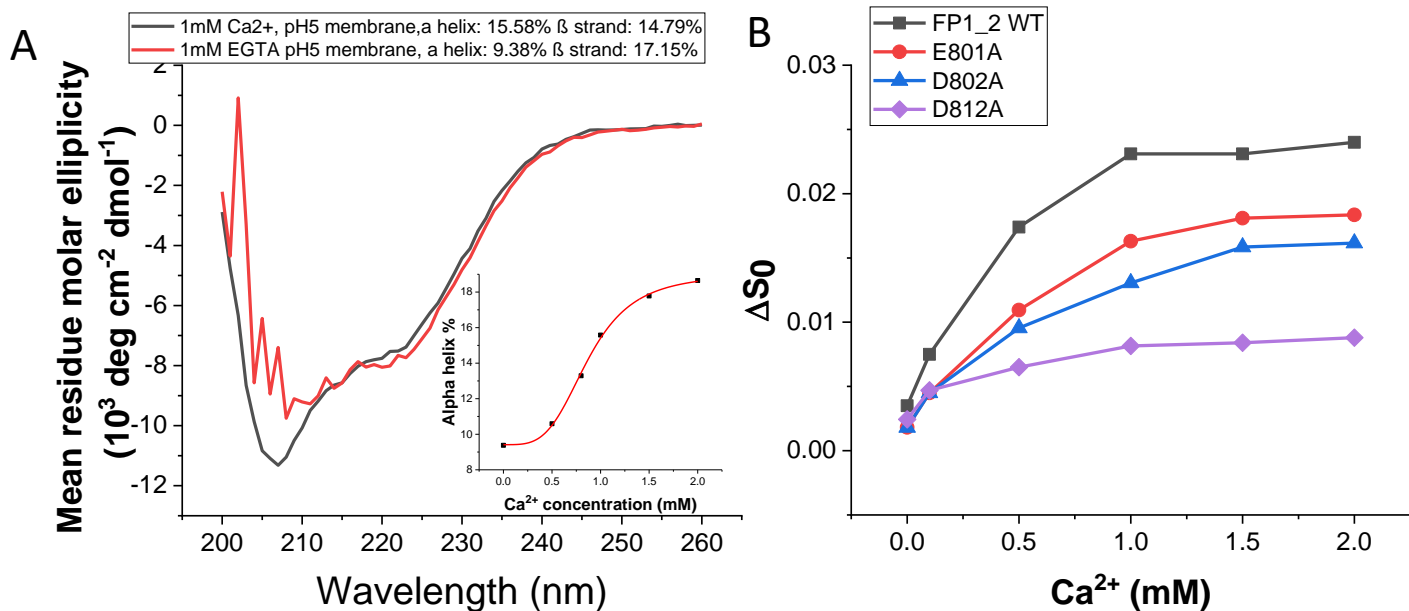 A
1mM Ca2+, pH5 membrane,a helix: 15.58% ß strand: 14.79%
1mM EGTA pH5 membrane, a helix: 9.38% ß strand: 17.15%
Mean residue molar ellipticity
(10³ deg cm⁻² dmol⁻¹)
2
0
-2
-4
-6
-8
-10
-12
200 210 220 230 240 250 260
Wavelength (nm)
Alpha helix %
18
16
14
12
10
8
0.0 0.5 1.0 1.5 2.0
Ca²⁺ concentration (mM)
B
FP1_2 WT
E801A
D802A
D812A
ΔS0
0.03
0.02
0.01
0.00
0.0 0.5 1.0 1.5 2.0
Ca²⁺ (mM)